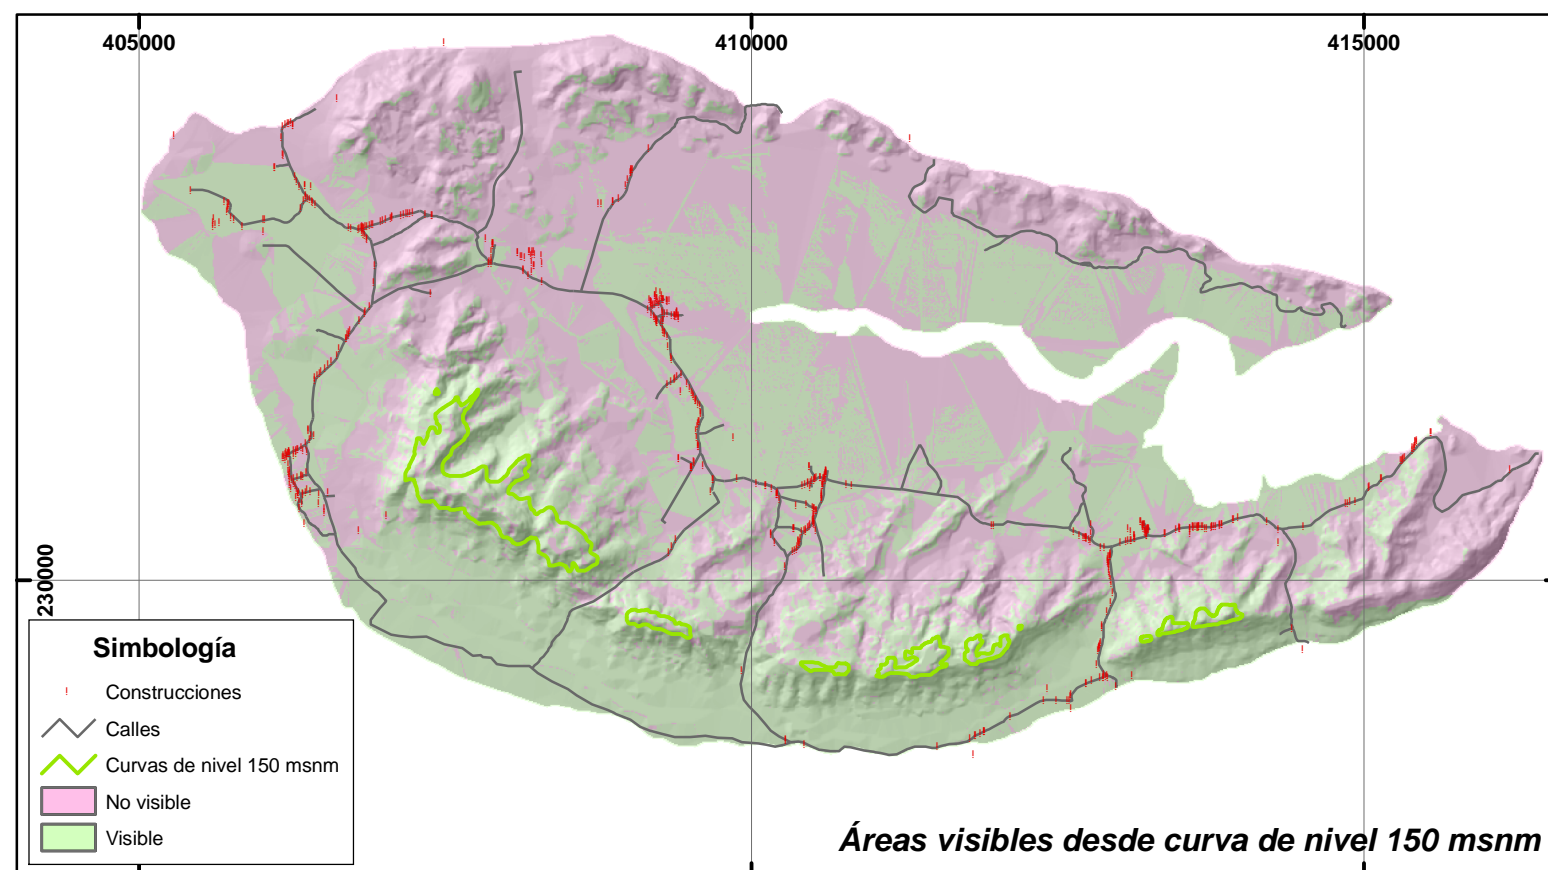 405000
410000
415000
230000
Simbología
Construcciones
Calles
Curvas de nivel 150 msnm
No visible
Visible
Áreas visibles desde curva de nivel 150 msnm